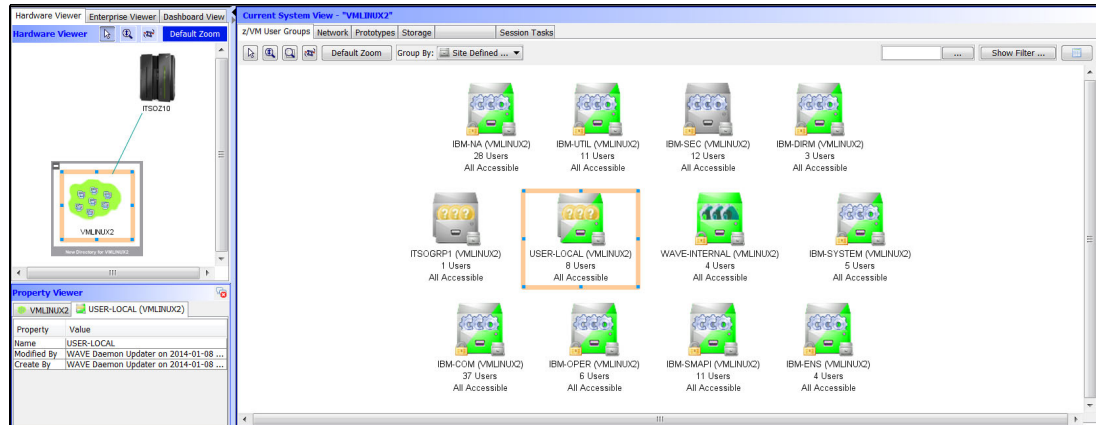 Hardware Viewer Enterprise Viewer Dashboard View
Hardware Viewer Default Zoom
ITSOZ10
VMLINUX2
New Directory for VMLINUX2
Property Viewer
VMLINUX2 USER-LOCAL (VMLINUX2)
Property Value
Name USER-LOCAL
Modified By WAVE Daemon Updater on 2014-01-08 ...
Create By WAVE Daemon Updater on 2014-01-08 ...
Current System View - "VMLINUX2"
z/VM User Groups Network Prototypes Storage Session Tasks
Default Zoom Group By: Site Defined ... ... Show Filter ...
IBM-NA (VMLINUX2) IBM-UTIL (VMLINUX2) IBM-SEC (VMLINUX2) IBM-DIRM (VMLINUX2)
28 Users 11 Users 12 Users 3 Users
All Accessible All Accessible All Accessible All Accessible
ITSOGRP1 (VMLINUX2) USER-LOCAL (VMLINUX2) WAVE-INTERNAL (VMLINUX2) IBM-SYSTEM (VMLINUX2)
1 Users 8 Users 4 Users 5 Users
All Accessible All Accessible All Accessible All Accessible
IBM-COM (VMLINUX2) IBM-OPER (VMLINUX2) IBM-SMAPI (VMLINUX2) IBM-ENS (VMLINUX2)
37 Users 6 Users 11 Users 4 Users
All Accessible All Accessible All Accessible All Accessible